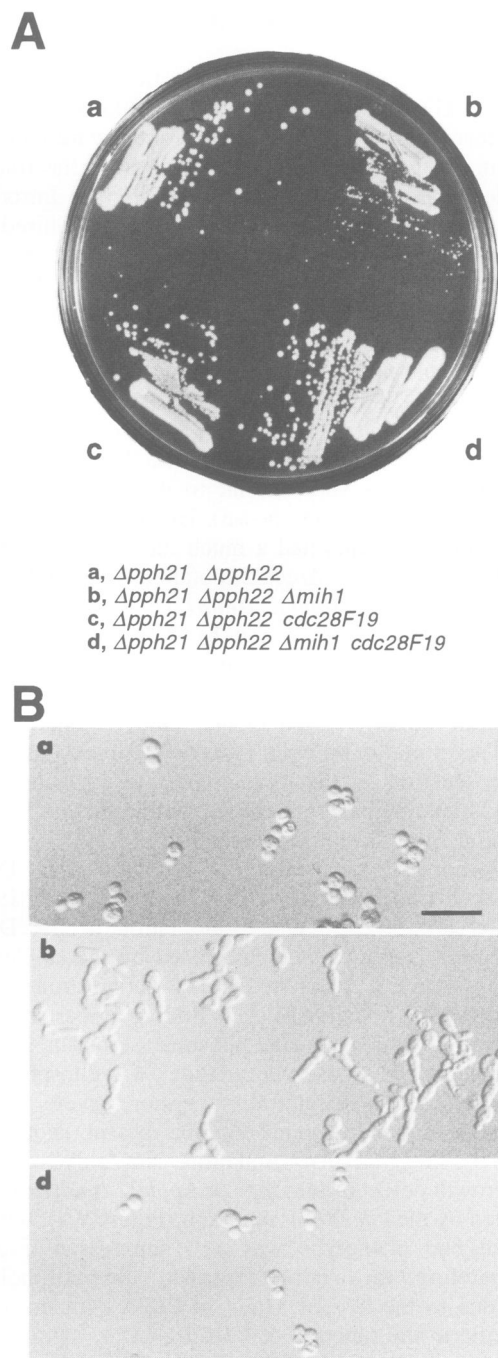 A
a
b
c
d
a, Δpph21 Δpph22
b, Δpph21 Δpph22 Δmih1
c, Δpph21 Δpph22 cdc28F19
d, Δpph21 Δpph22 Δmih1 cdc28F19
B
a
b
d